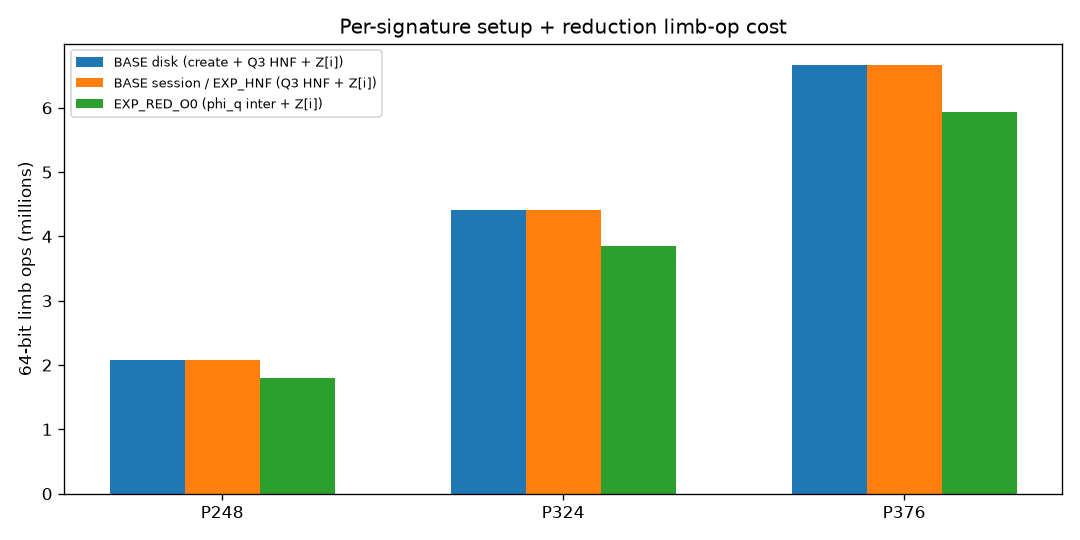 Per-signature setup + reduction limb-op cost
BASE disk (create + Q3 HNF + Z[i])
BASE session / EXP_HNF (Q3 HNF + Z[i])
EXP_RED_O0 (phi_q inter + Z[i])
64-bit limb ops (millions)
6
5
4
3
2
1
0
P248
P324
P376